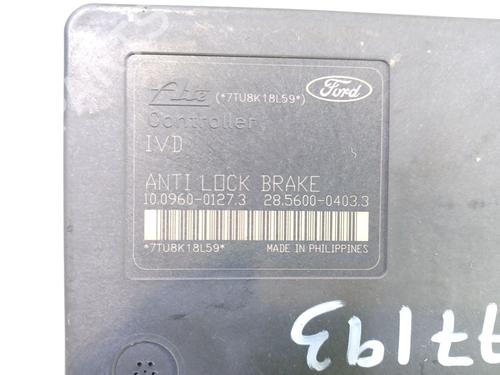 Ate (*7TU8K18L59*) Ford
Controller
IVD
ANTI LOCK BRAKE
10.0960-0127.3 28.5600-0403.3
*7TU8K18L59* MADE IN PHILIPPINES
77193